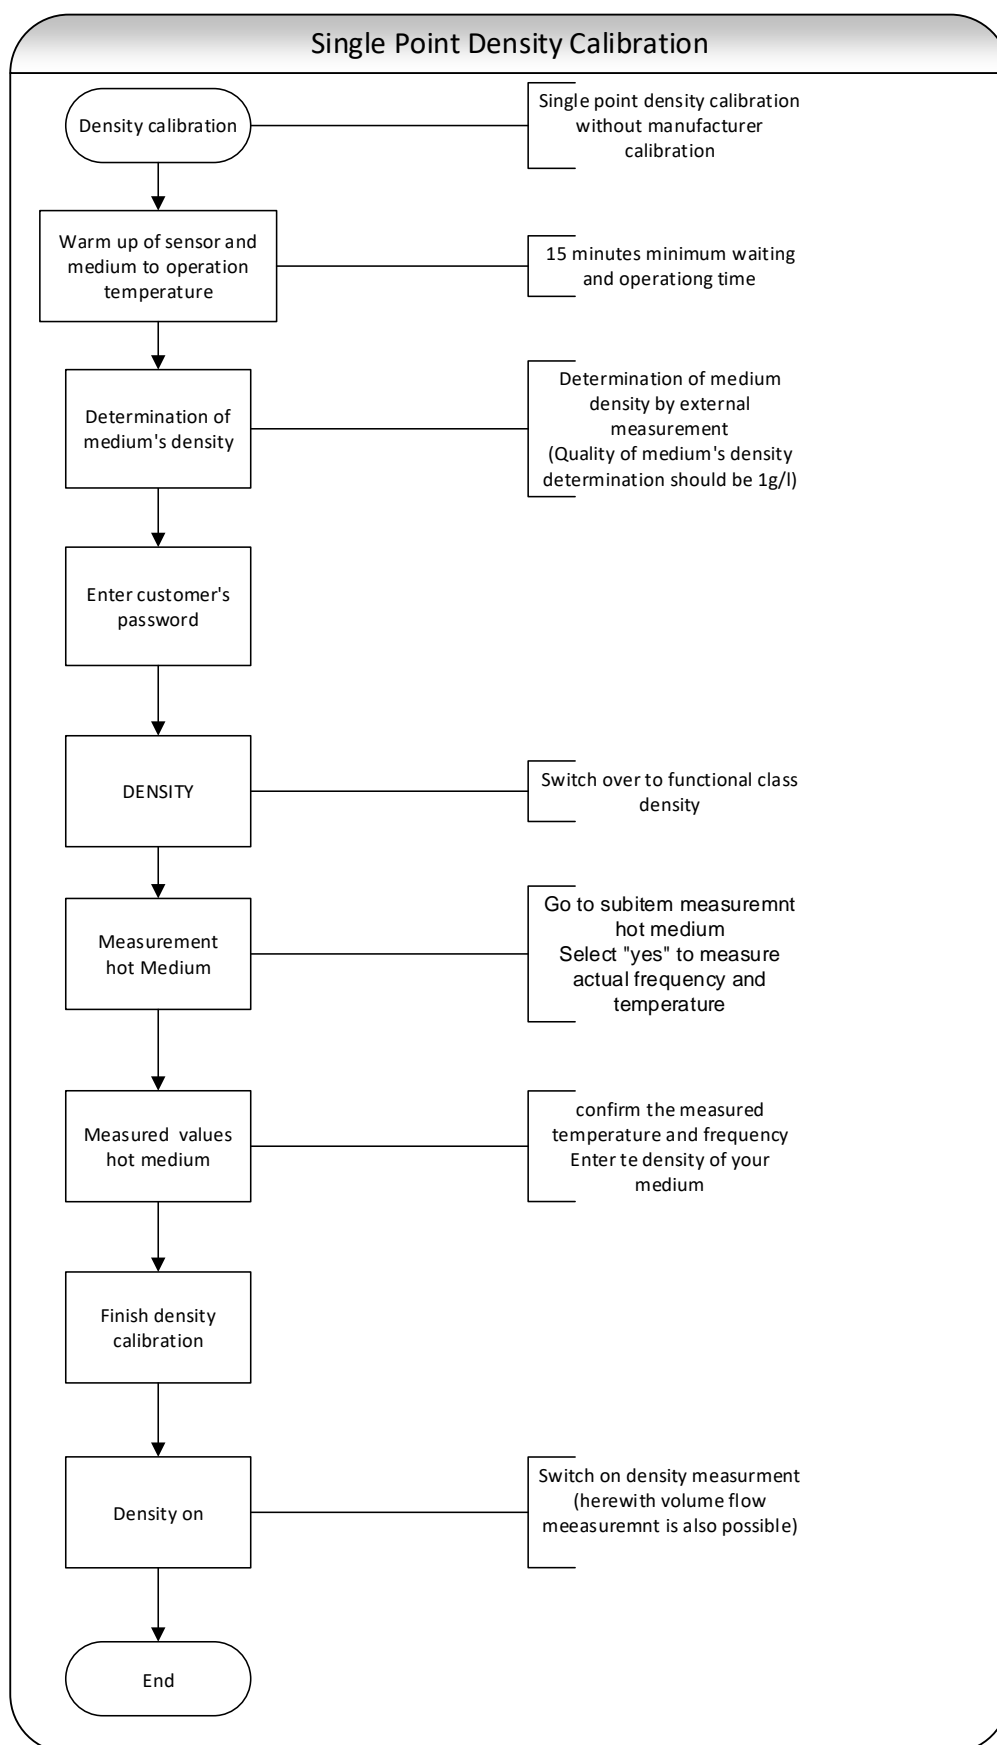 Single Point Density Calibration
Density calibration
Single point density calibration
without manufacturer
calibration
Warm up of sensor and
medium to operation
temperature
15 minutes minimum waiting
and operationg time
Determination of
medium's density
Determination of medium
density by external
measurement
(Quality of medium's density
determination should be 1g/l)
Enter customer's
password
DENSITY
Switch over to functional class
density
Measurement
hot Medium
Go to subitem measuremnt
hot medium
Select "yes" to measure
actual frequency and
temperature
Measured values
hot medium
confirm the measured
temperature and frequency
Enter te density of your
medium
Finish density
calibration
Density on
Switch on density measurment
(herewith volume flow
meeasuremnt is also possible)
End